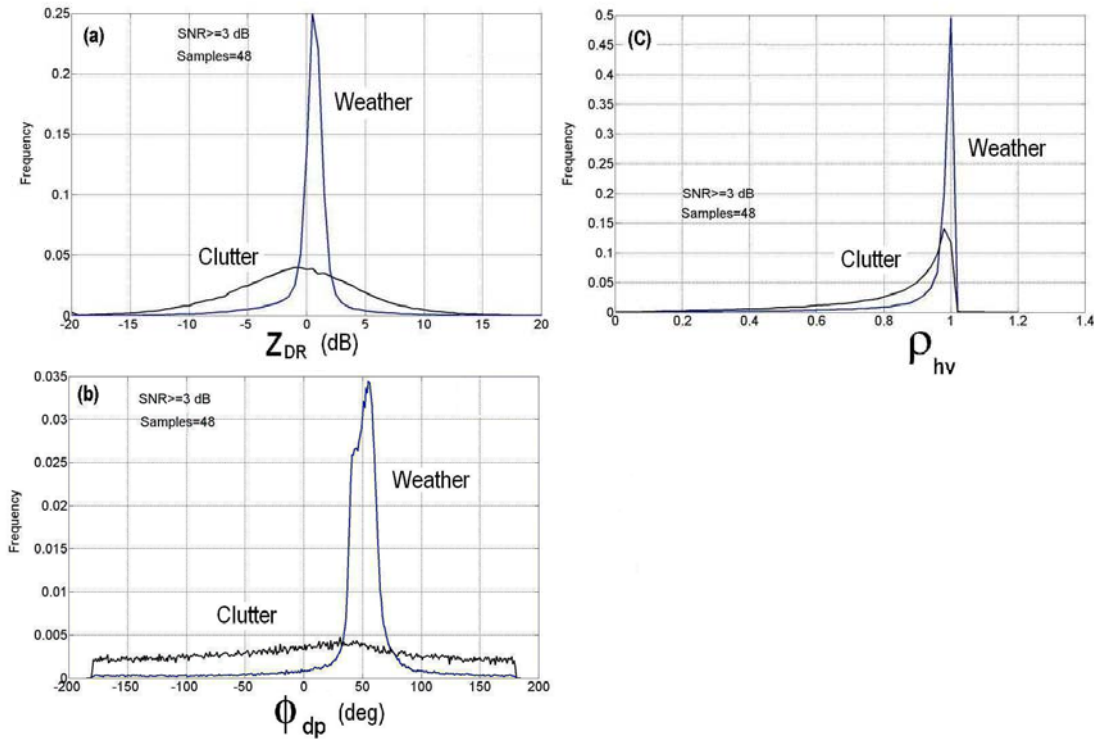 (a)
SNR>=3 dB
Samples=48
Weather
Clutter
Frequency
0.25
0.2
0.15
0.1
0.05
0
-20 -15 -10 -5 0 5 10 15 20
ZDR (dB)
(C)
SNR>=3 dB
Samples=48
Weather
Clutter
Frequency
0.5
0.45
0.4
0.35
0.3
0.25
0.2
0.15
0.1
0.05
0
0 0.2 0.4 0.6 0.8 1 1.2 1.4
ρhv
(b)
SNR>=3 dB
Samples=48
Weather
Clutter
Frequency
0.035
0.03
0.025
0.02
0.015
0.01
0.005
0
-200 -150 -100 -50 0 50 100 150 200
ϕdp (deg)